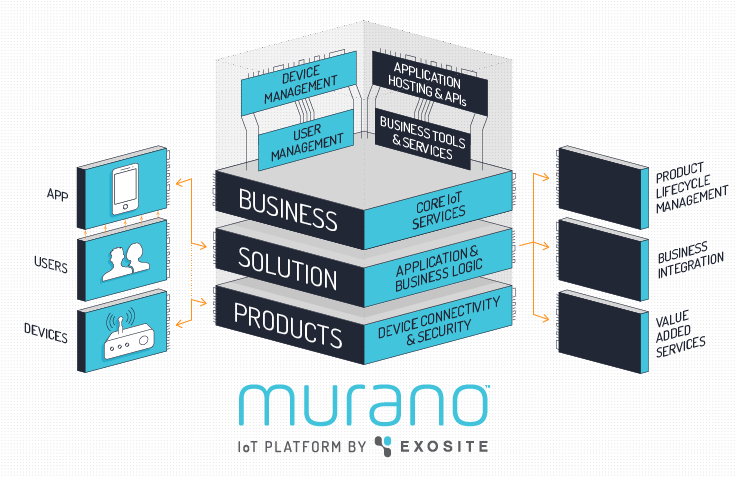 DEVICE
MANAGEMENT
APPLICATION
HOSTING & APIs
USER
MANAGEMENT
BUSINESS TOOLS
& SERVICES
APP
USERS
DEVICES
BUSINESS
CORE IoT
SERVICES
SOLUTION
APPLICATION &
BUSINESS LOGIC
PRODUCTS
DEVICE CONNECTIVITY
& SECURITY
PRODUCT
LIFECYCLE
MANAGEMENT
BUSINESS
INTEGRATION
VALUE
ADDED
SERVICES
murano™
IoT PLATFORM BY EXOSITE